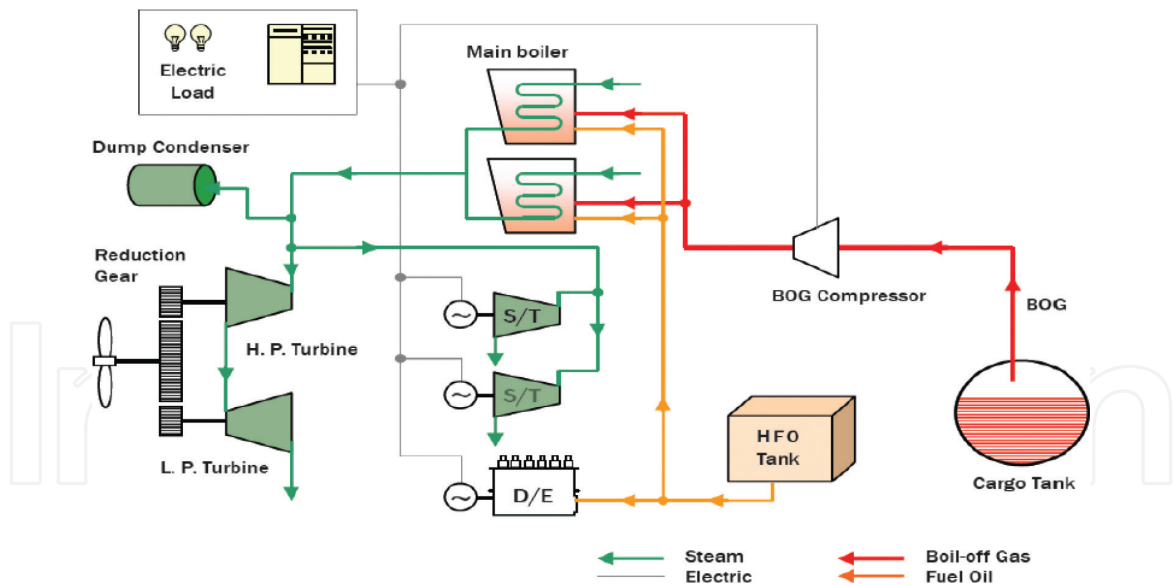 Electric
Load
Main boiler
Dump Condenser
Reduction
Gear
BOG Compressor
BOG
H. P. Turbine
S/T
S/T
L. P. Turbine
HFO
Tank
D/E
Cargo Tank
Steam
Boil-off Gas
Electric
Fuel Oil